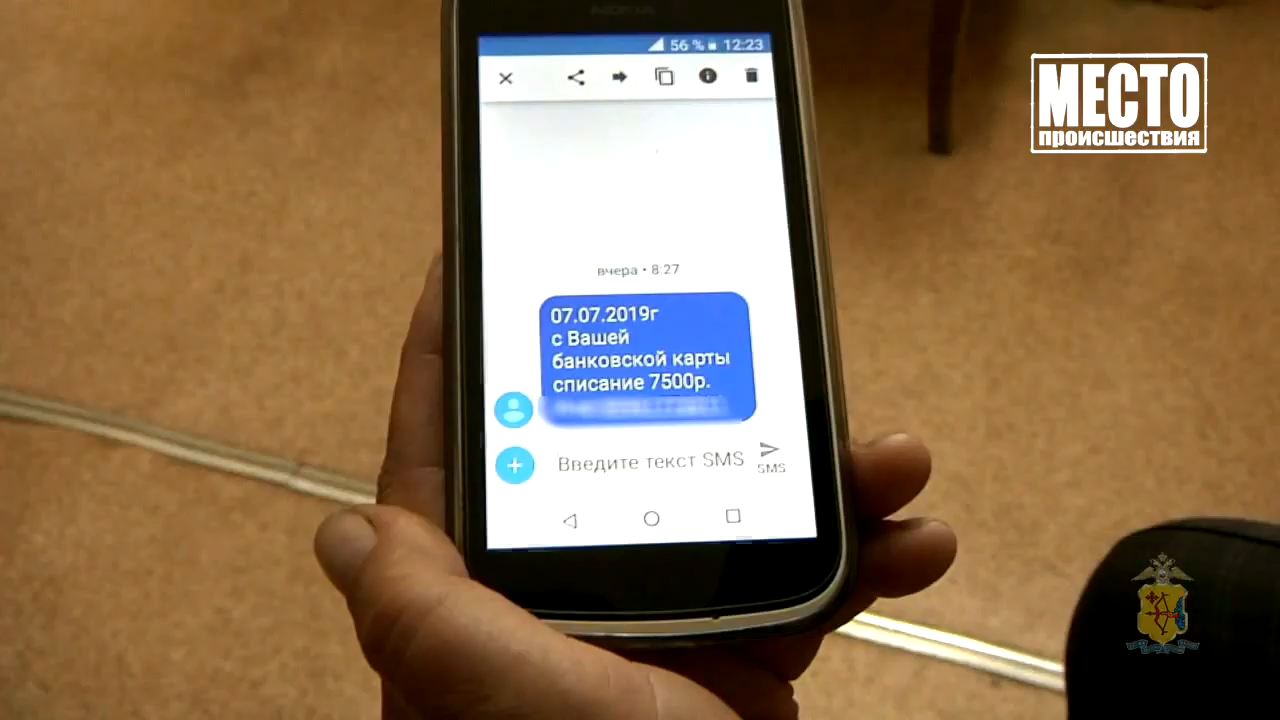 NOKIA
56 % 12:23
МЕСТО
ПРОИСШЕСТВИЯ
вчера • 8:27
07.07.2019г
с Вашей
банковской карты
списание 7500р.
Введите текст SMS
SMS